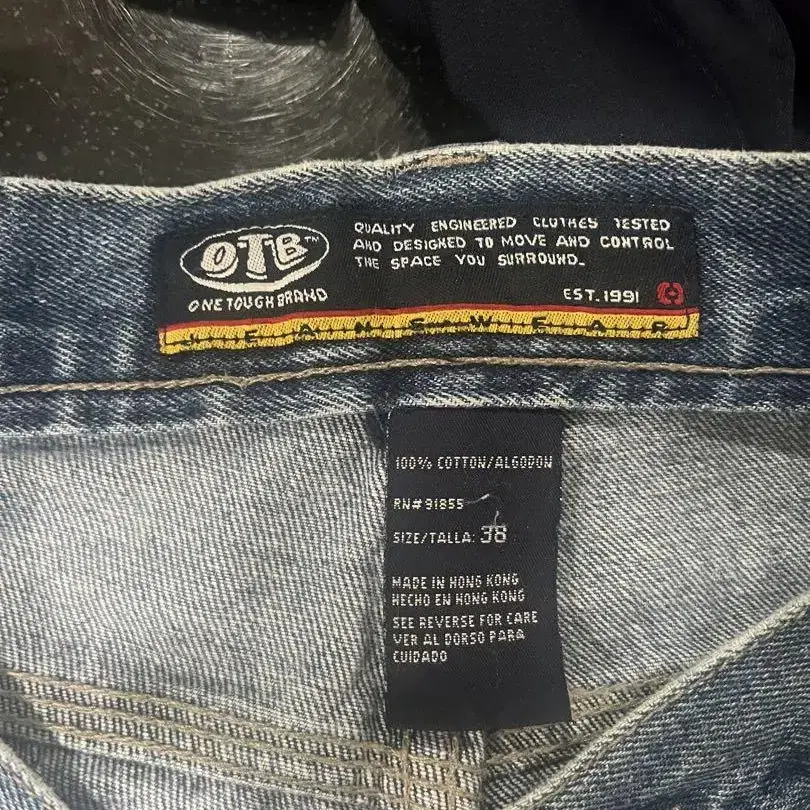 OTB™
ONE TOUGH BRAND
QUALITY ENGINEERED CLOTHES TESTED
AND DESIGNED TO MOVE AND CONTROL
THE SPACE YOU SURROUND.
EST. 1991
JEANSWEAR
100% COTTON/ALGODON
RN# 91855
SIZE/TALLA: 38
MADE IN HONG KONG
HECHO EN HONG KONG
SEE REVERSE FOR CARE
VER AL DORSO PARA
CUIDADO